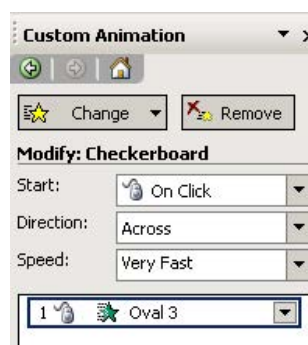 Custom Animation
Change Remove
Modify: Checkerboard
Start: On Click
Direction: Across
Speed: Very Fast
1 Oval 3